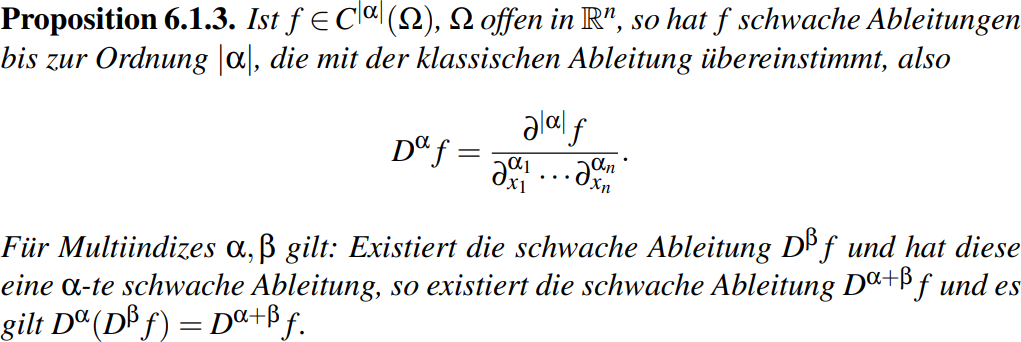 Proposition 6.1.3. Ist f ∈ C^{|α|}(Ω), Ω offen in ℝⁿ, so hat f schwache Ableitungen
bis zur Ordnung |α|, die mit der klassischen Ableitung übereinstimmt, also
D^α f = \frac{∂^{|α|} f}{∂_{x_1}^{α_1} ⋯ ∂_{x_n}^{α_n}}.
Für Multiindizes α, β gilt: Existiert die schwache Ableitung D^β f und hat diese
eine α-te schwache Ableitung, so existiert die schwache Ableitung D^{α+β} f und es
gilt D^α(D^β f) = D^{α+β} f.